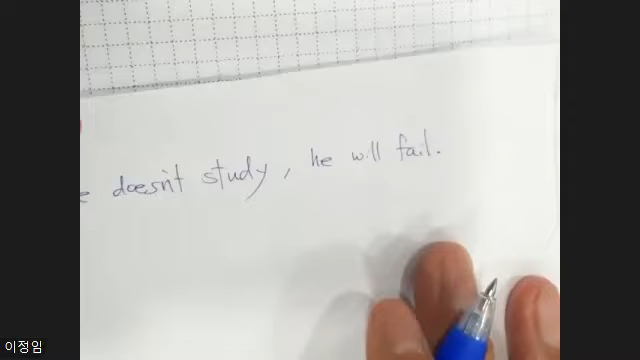 doesn't study, he will fail.
이정임